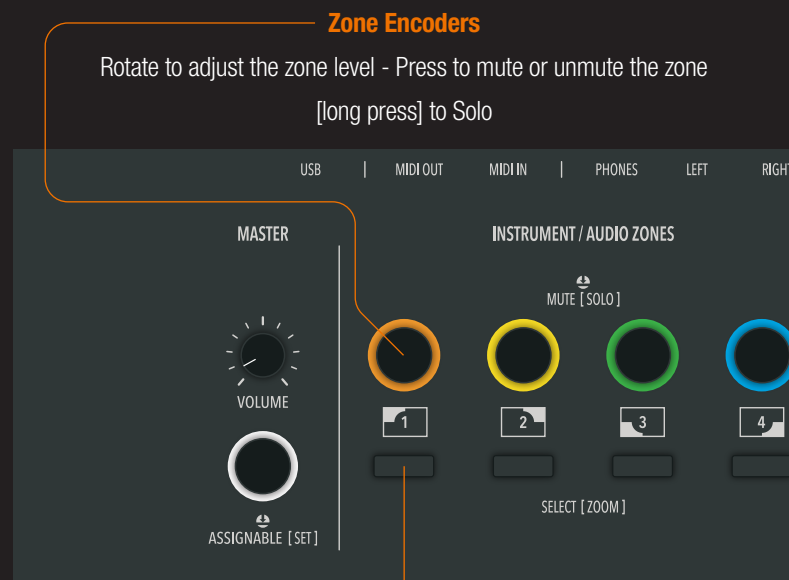 Zone Encoders
Rotate to adjust the zone level - Press to mute or unmute the zone
[long press] to Solo
USB | MIDI OUT MIDI IN | PHONES LEFT RIGHT
MASTER INSTRUMENT / AUDIO ZONES
MUTE [ SOLO ]
VOLUME
1 2 3 4
SELECT [ ZOOM ]
ASSIGNABLE [ SET ]